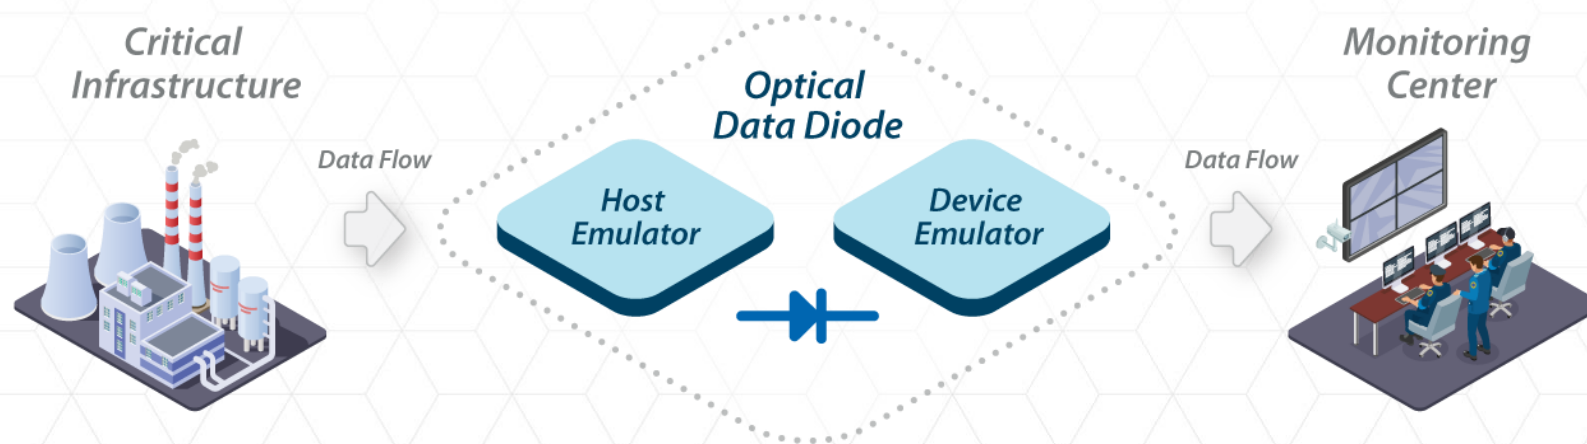 Critical
Infrastructure
Data Flow
Optical
Data Diode
Host
Emulator
Device
Emulator
Data Flow
Monitoring
Center